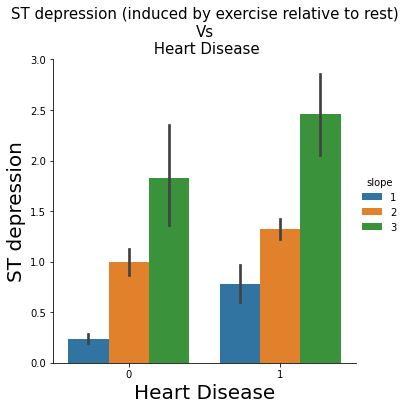 ST depression (induced by exercise relative to rest)
Vs
Heart Disease
3.0
2.5
2.0
1.5
1.0
0.5
0.0
ST depression
slope
1
2
3
0 1
Heart Disease